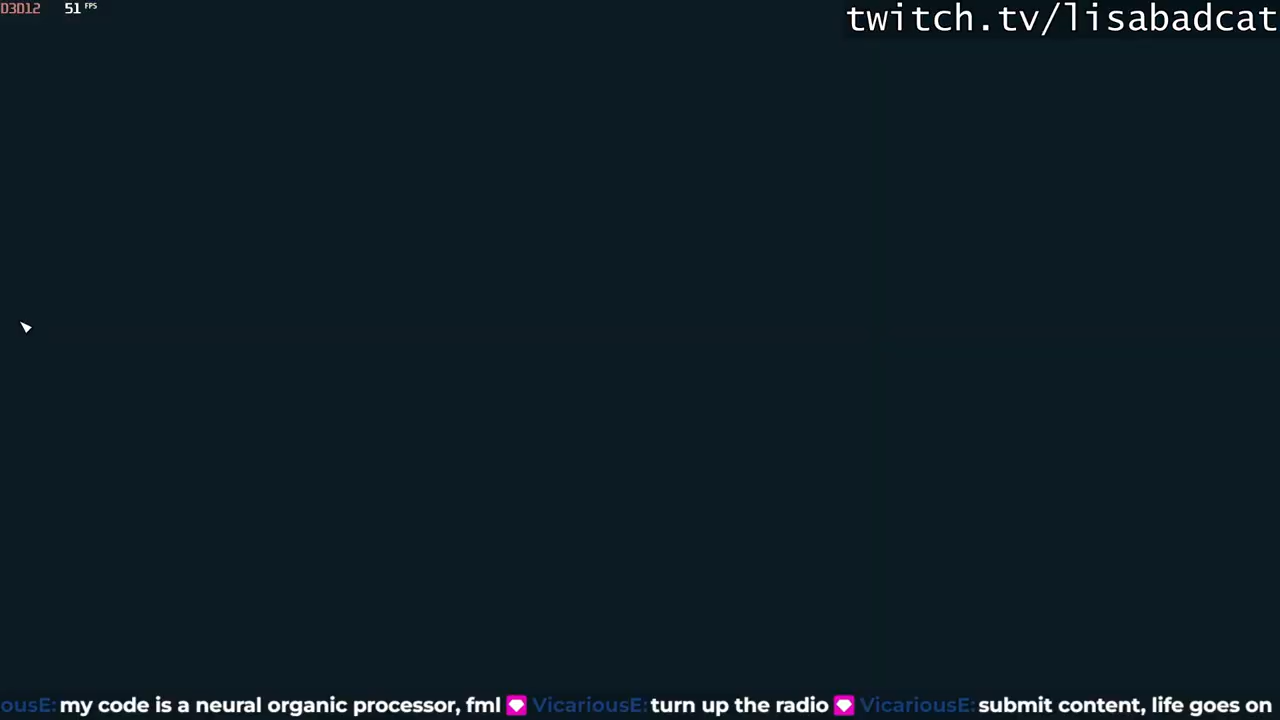 D3D12 51 FPS
twitch.tv/lisabadcat
ousE: my code is a neural organic processor, fml VicariousE: turn up the radio VicariousE: submit content, life goes on